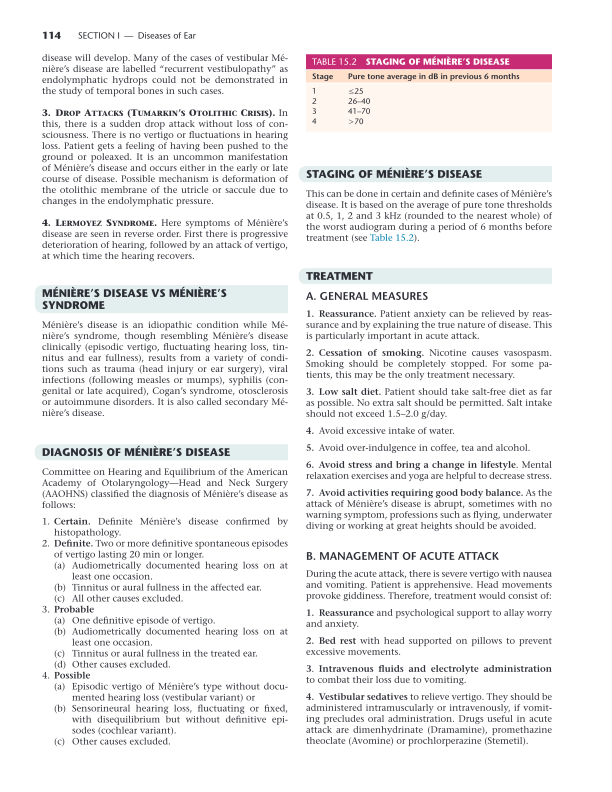 114 SECTION I — Diseases of Ear
disease will develop. Many of the cases of vestibular Mé-
nière's disease are labelled “recurrent vestibulopathy” as
endolymphatic hydrops could not be demonstrated in
the study of temporal bones in such cases.
3. Drop Attacks (Tumarkin's Otolithic Crisis). In
this, there is a sudden drop attack without loss of con-
sciousness. There is no vertigo or fluctuations in hearing
loss. Patient gets a feeling of having been pushed to the
ground or poleaxed. It is an uncommon manifestation
of Ménière's disease and occurs either in the early or late
course of disease. Possible mechanism is deformation of
the otolithic membrane of the utricle or saccule due to
changes in the endolymphatic pressure.
4. Lermoyez Syndrome. Here symptoms of Ménière's
disease are seen in reverse order. First there is progressive
deterioration of hearing, followed by an attack of vertigo,
at which time the hearing recovers.
MÉNIÈRE'S DISEASE VS MÉNIÈRE'S
SYNDROME
Ménière's disease is an idiopathic condition while Mé-
nière's syndrome, though resembling Ménière's disease
clinically (episodic vertigo, fluctuating hearing loss, tin-
nitus and ear fullness), results from a variety of condi-
tions such as trauma (head injury or ear surgery), viral
infections (following measles or mumps), syphilis (con-
genital or late acquired), Cogan's syndrome, otosclerosis
or autoimmune disorders. It is also called secondary Mé-
nière's disease.
DIAGNOSIS OF MÉNIÈRE'S DISEASE
Committee on Hearing and Equilibrium of the American
Academy of Otolaryngology—Head and Neck Surgery
(AAOHNS) classified the diagnosis of Ménière's disease as
follows:
1. Certain. Definite Ménière's disease confirmed by
histopathology.
2. Definite. Two or more definitive spontaneous episodes
of vertigo lasting 20 min or longer.
(a) Audiometrically documented hearing loss on at
least one occasion.
(b) Tinnitus or aural fullness in the affected ear.
(c) All other causes excluded.
3. Probable
(a) One definitive episode of vertigo.
(b) Audiometrically documented hearing loss on at
least one occasion.
(c) Tinnitus or aural fullness in the treated ear.
(d) Other causes excluded.
4. Possible
(a) Episodic vertigo of Ménière's type without docu-
mented hearing loss (vestibular variant) or
(b) Sensorineural hearing loss, fluctuating or fixed,
with disequilibrium but without definitive epi-
sodes (cochlear variant).
(c) Other causes excluded.
TABLE 15.2 STAGING OF MÉNIÈRE'S DISEASE
Stage Pure tone average in dB in previous 6 months
1 ≤25
2 26–40
3 41–70
4 >70
STAGING OF MÉNIÈRE'S DISEASE
This can be done in certain and definite cases of Ménière's
disease. It is based on the average of pure tone thresholds
at 0.5, 1, 2 and 3 kHz (rounded to the nearest whole) of
the worst audiogram during a period of 6 months before
treatment (see Table 15.2).
TREATMENT
A. GENERAL MEASURES
1. Reassurance. Patient anxiety can be relieved by reas-
surance and by explaining the true nature of disease. This
is particularly important in acute attack.
2. Cessation of smoking. Nicotine causes vasospasm.
Smoking should be completely stopped. For some pa-
tients, this may be the only treatment necessary.
3. Low salt diet. Patient should take salt-free diet as far
as possible. No extra salt should be permitted. Salt intake
should not exceed 1.5–2.0 g/day.
4. Avoid excessive intake of water.
5. Avoid over-indulgence in coffee, tea and alcohol.
6. Avoid stress and bring a change in lifestyle. Mental
relaxation exercises and yoga are helpful to decrease stress.
7. Avoid activities requiring good body balance. As the
attack of Ménière's disease is abrupt, sometimes with no
warning symptom, professions such as flying, underwater
diving or working at great heights should be avoided.
B. MANAGEMENT OF ACUTE ATTACK
During the acute attack, there is severe vertigo with nausea
and vomiting. Patient is apprehensive. Head movements
provoke giddiness. Therefore, treatment would consist of:
1. Reassurance and psychological support to allay worry
and anxiety.
2. Bed rest with head supported on pillows to prevent
excessive movements.
3. Intravenous fluids and electrolyte administration
to combat their loss due to vomiting.
4. Vestibular sedatives to relieve vertigo. They should be
administered intramuscularly or intravenously, if vomit-
ing precludes oral administration. Drugs useful in acute
attack are dimenhydrinate (Dramamine), promethazine
theoclate (Avomine) or prochlorperazine (Stemetil).